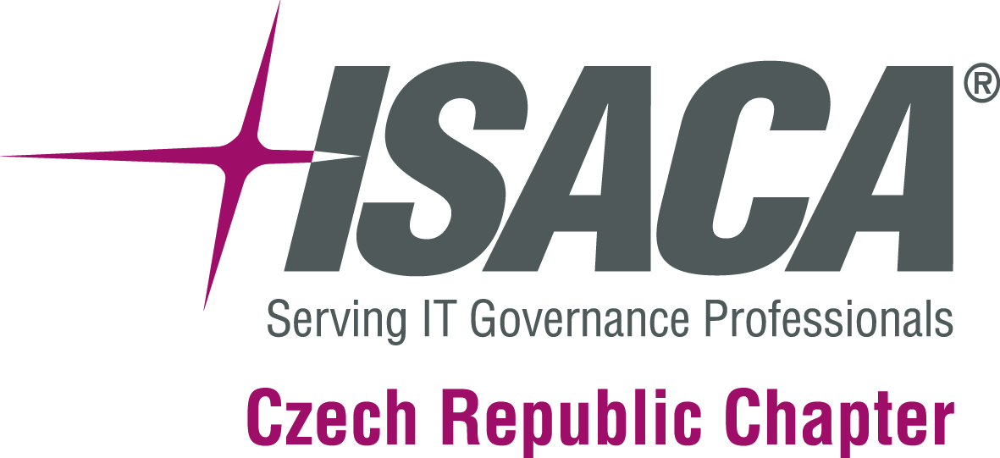 ISACA®
Serving IT Governance Professionals
Czech Republic Chapter